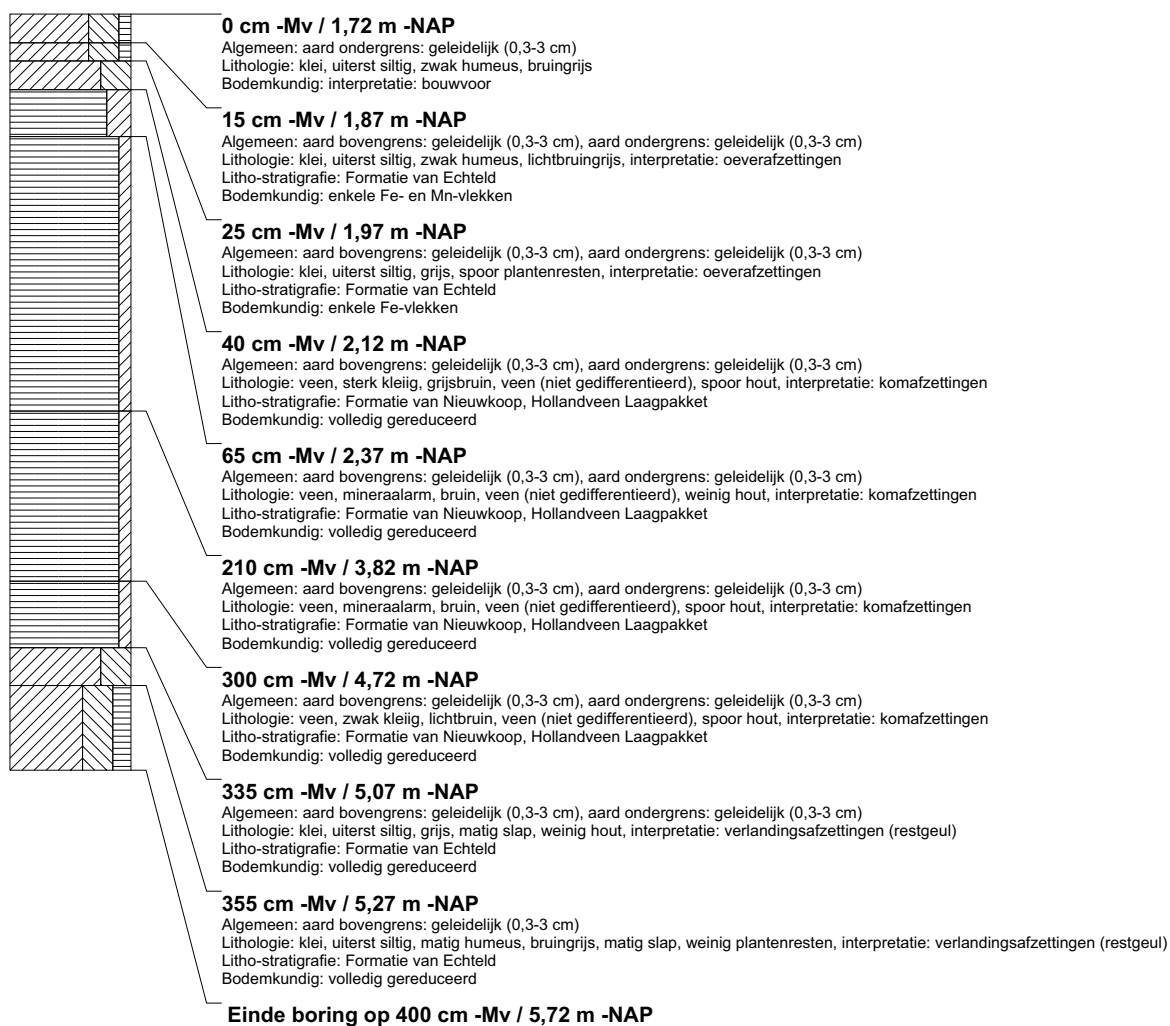 0 cm -Mv / 1,72 m -NAP
Algemeen: aard ondergrens: geleidelijk (0,3-3 cm)
Lithologie: klei, uiterst siltig, zwak humeus, bruingrijs
Bodemkundig: interpretatie: bouwvoor
15 cm -Mv / 1,87 m -NAP
Algemeen: aard bovengrens: geleidelijk (0,3-3 cm), aard ondergrens: geleidelijk (0,3-3 cm)
Lithologie: klei, uiterst siltig, zwak humeus, lichtbruingrijs, interpretatie: oeverafzettingen
Litho-stratigrafie: Formatie van Echteld
Bodemkundig: enkele Fe- en Mn-vlekken
25 cm -Mv / 1,97 m -NAP
Algemeen: aard bovengrens: geleidelijk (0,3-3 cm), aard ondergrens: geleidelijk (0,3-3 cm)
Lithologie: klei, uiterst siltig, grijs, spoor plantenresten, interpretatie: oeverafzettingen
Litho-stratigrafie: Formatie van Echteld
Bodemkundig: enkele Fe-vlekken
40 cm -Mv / 2,12 m -NAP
Algemeen: aard bovengrens: geleidelijk (0,3-3 cm), aard ondergrens: geleidelijk (0,3-3 cm)
Lithologie: veen, sterk kleiig, grijsbruin, veen (niet gedifferentieerd), spoor hout, interpretatie: komafzettingen
Litho-stratigrafie: Formatie van Nieuwkoop, Hollandveen Laagpakket
Bodemkundig: volledig gereduceerd
65 cm -Mv / 2,37 m -NAP
Algemeen: aard bovengrens: geleidelijk (0,3-3 cm), aard ondergrens: geleidelijk (0,3-3 cm)
Lithologie: veen, mineraalarm, bruin, veen (niet gedifferentieerd), weinig hout, interpretatie: komafzettingen
Litho-stratigrafie: Formatie van Nieuwkoop, Hollandveen Laagpakket
Bodemkundig: volledig gereduceerd
210 cm -Mv / 3,82 m -NAP
Algemeen: aard bovengrens: geleidelijk (0,3-3 cm), aard ondergrens: geleidelijk (0,3-3 cm)
Lithologie: veen, mineraalarm, bruin, veen (niet gedifferentieerd), spoor hout, interpretatie: komafzettingen
Litho-stratigrafie: Formatie van Nieuwkoop, Hollandveen Laagpakket
Bodemkundig: volledig gereduceerd
300 cm -Mv / 4,72 m -NAP
Algemeen: aard bovengrens: geleidelijk (0,3-3 cm), aard ondergrens: geleidelijk (0,3-3 cm)
Lithologie: veen, zwak kleiig, lichtbruin, veen (niet gedifferentieerd), spoor hout, interpretatie: komafzettingen
Litho-stratigrafie: Formatie van Nieuwkoop, Hollandveen Laagpakket
Bodemkundig: volledig gereduceerd
335 cm -Mv / 5,07 m -NAP
Algemeen: aard bovengrens: geleidelijk (0,3-3 cm), aard ondergrens: geleidelijk (0,3-3 cm)
Lithologie: klei, uiterst siltig, grijs, matig slap, weinig hout, interpretatie: verlandingsafzettingen (restgeul)
Litho-stratigrafie: Formatie van Echteld
Bodemkundig: volledig gereduceerd
355 cm -Mv / 5,27 m -NAP
Algemeen: aard bovengrens: geleidelijk (0,3-3 cm)
Lithologie: klei, uiterst siltig, matig humeus, bruingrijs, matig slap, weinig plantenresten, interpretatie: verlandingsafzettingen (restgeul)
Litho-stratigrafie: Formatie van Echteld
Bodemkundig: volledig gereduceerd
Einde boring op 400 cm -Mv / 5,72 m -NAP